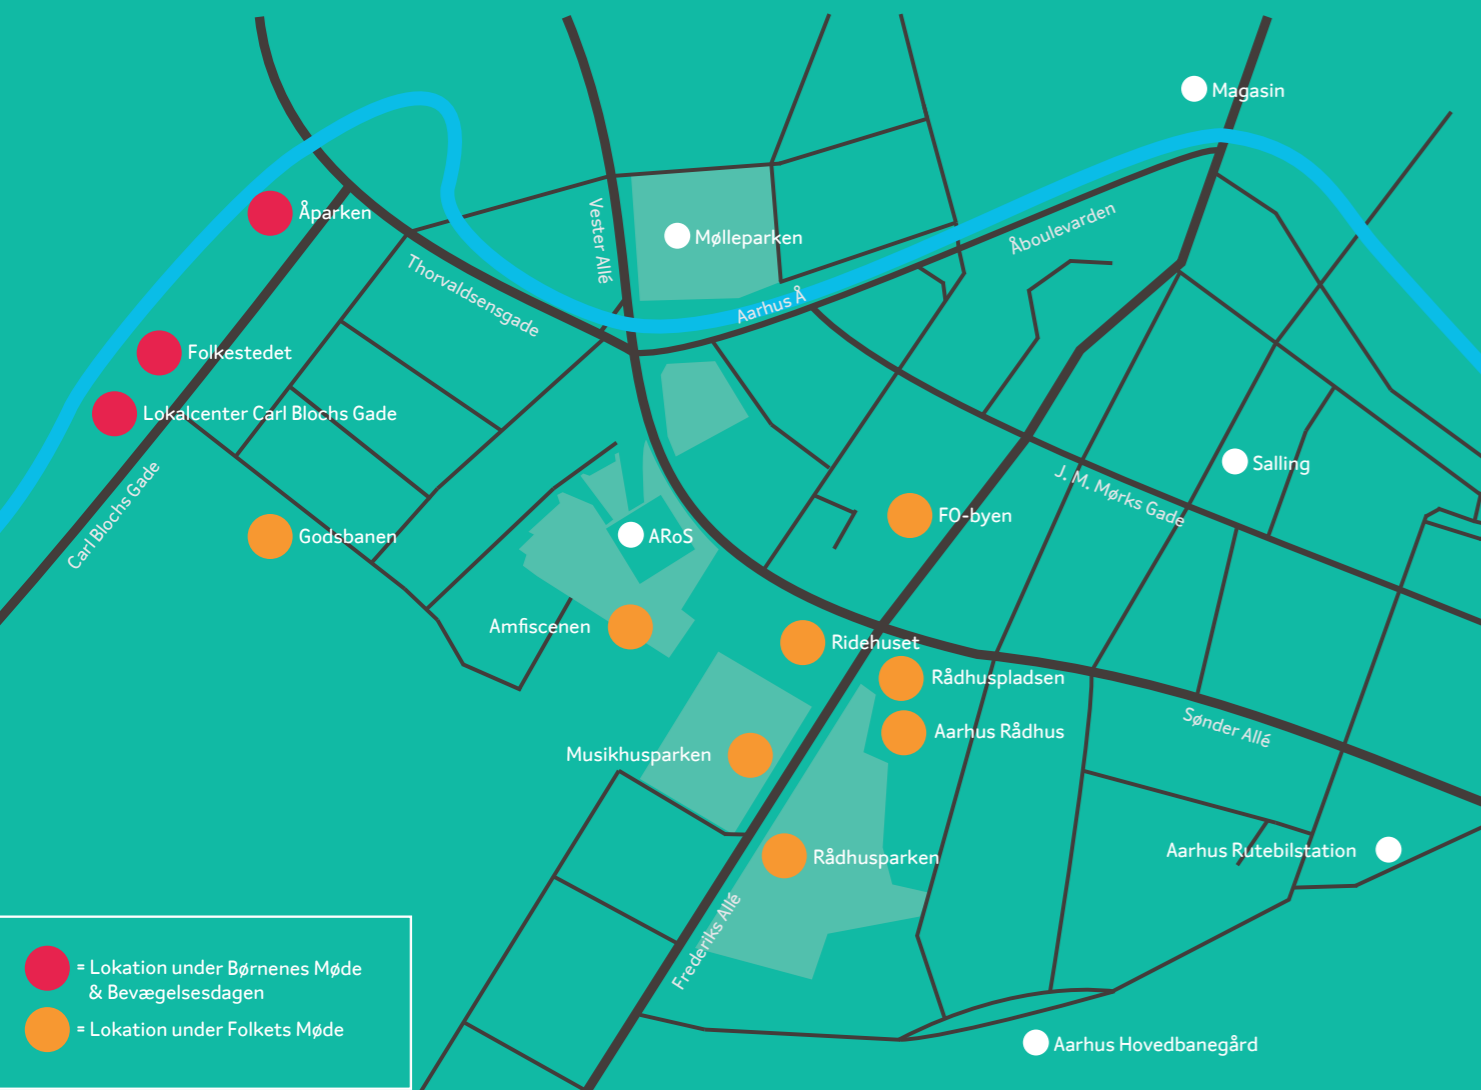 Magasin
Åparken
Vester Allé
Mølleparken
Åboulevarden
Thorvaldsensgade
Aarhus Å
Folkestedet
Lokalcenter Carl Blochs Gade
Carl Blochs Gade
Salling
J. M. Mørks Gade
FO-byen
Godsbanen
ARoS
Amfiscenen
Ridehuset
Rådhuspladsen
Aarhus Rådhus
Sønder Allé
Musikhusparken
Rådhusparken
Aarhus Rutebilstation
Frederiks Allé
= Lokation under Børnenes Møde
& Bevægelsesdagen
= Lokation under Folkets Møde
Aarhus Hovedbanegård